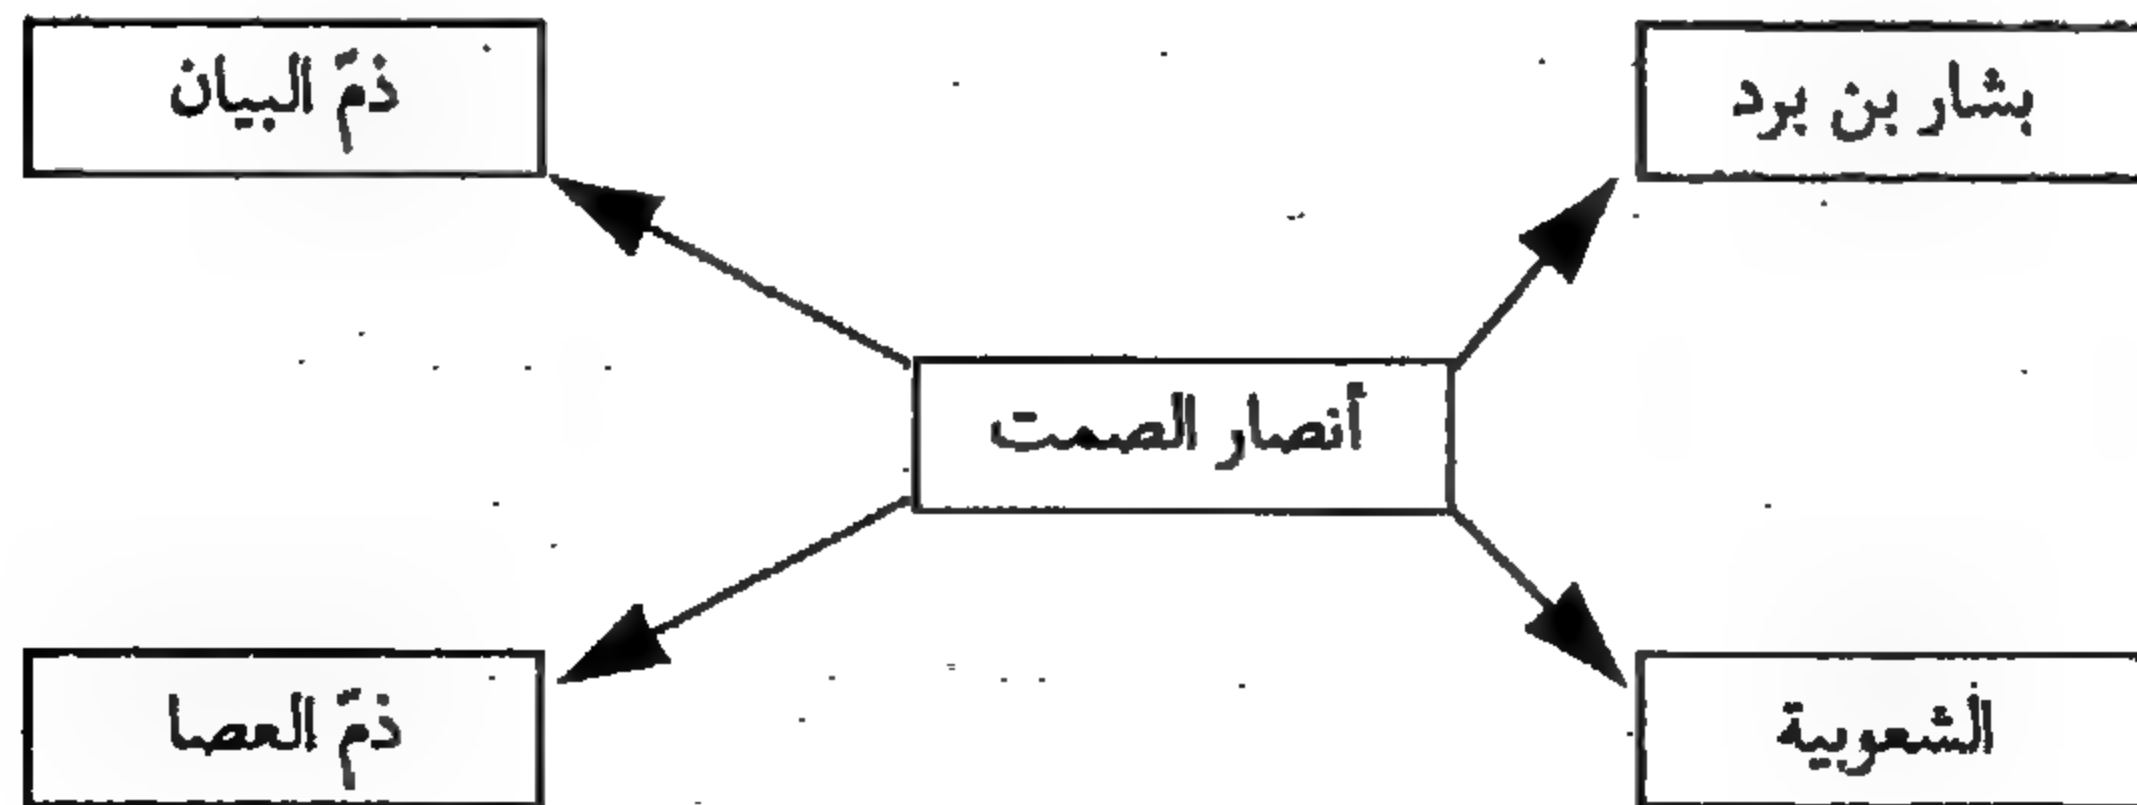 بشار بن برد
ذمّ البيان
أنصار الصمت
الشعوبية
ذمّ العصا